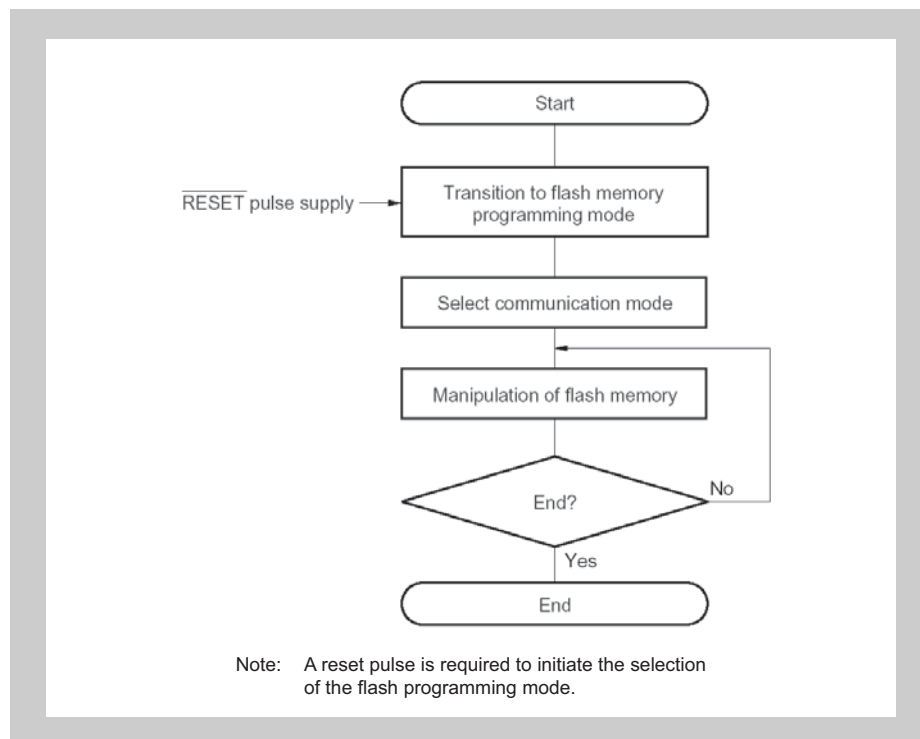 Start
RESET pulse supply
Transition to flash memory
programming mode
Select communication mode
Manipulation of flash memory
End?
No
Yes
End
Note: A reset pulse is required to initiate the selection
of the flash programming mode.